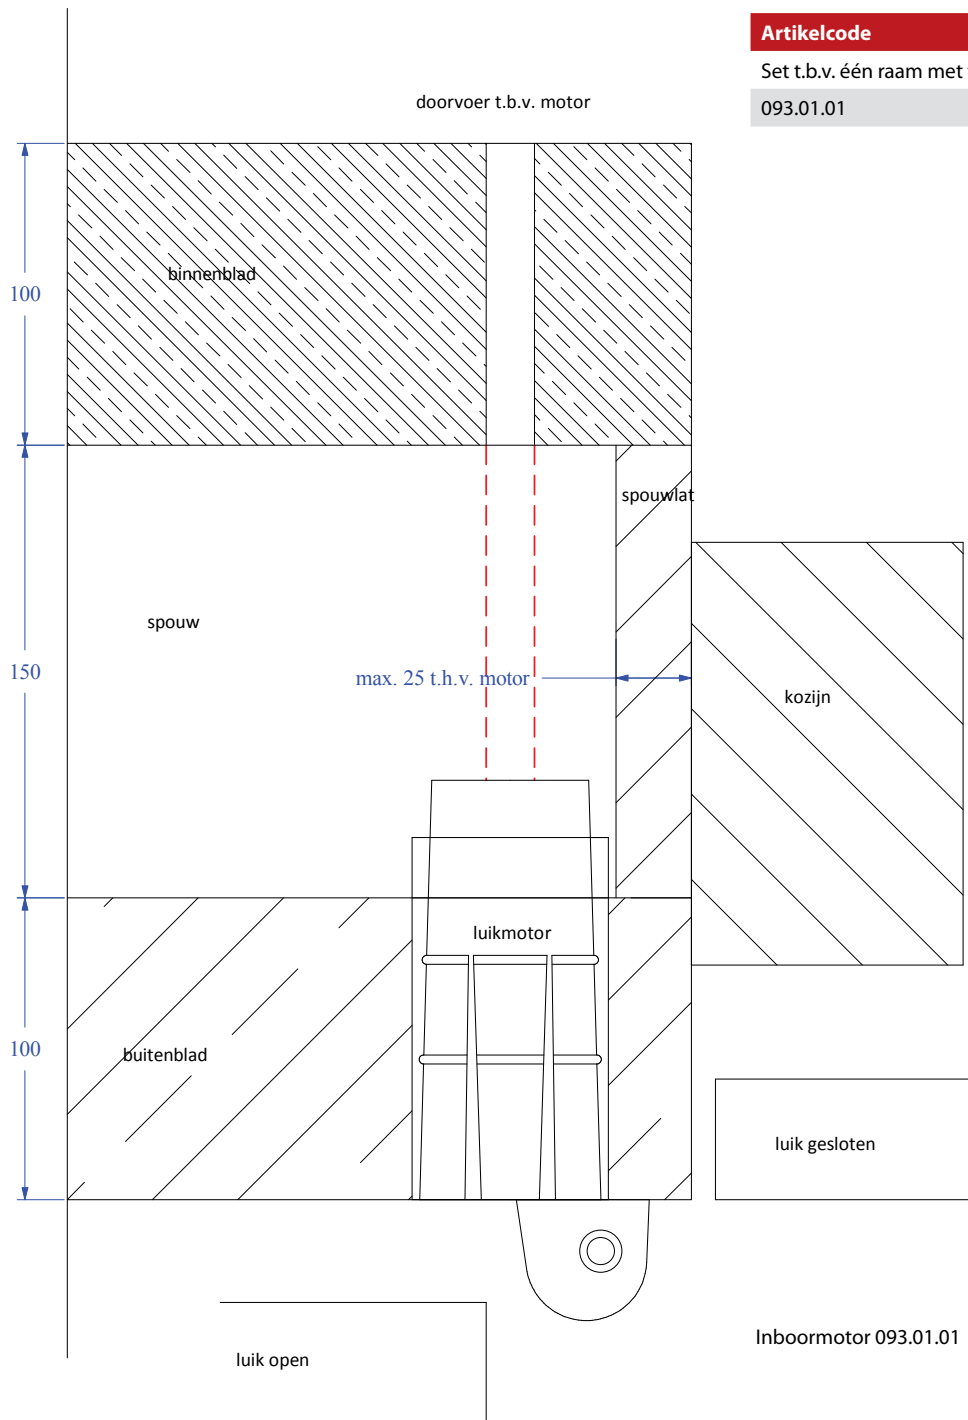 Artikelcode
Set t.b.v. één raam met
093.01.01
doorvoer t.b.v. motor
binnenblad
100
spouwlat
spouw
150
max. 25 t.h.v. motor
kozijn
luikmotor
100
buitenblad
luik gesloten
Inboormotor 093.01.01
luik open